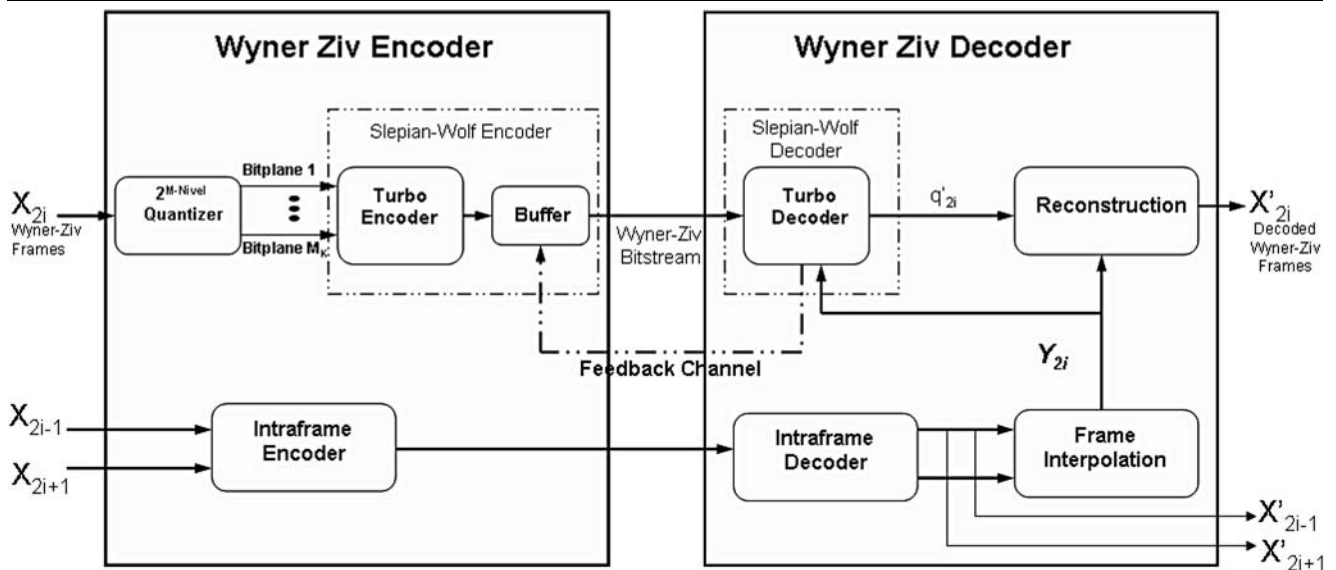 Wyner Ziv Encoder
Wyner Ziv Decoder
Slepian-Wolf Encoder
Slepian-Wolf
Decoder
X2i
Wyner-Ziv
Frames
2M-Nivel
Quantizer
Bitplane 1
Bitplane MK
Turbo
Encoder
Buffer
Wyner-Ziv
Bitstream
Turbo
Decoder
q'2i
Reconstruction
X'2i
Decoded
Wyner-Ziv
Frames
Feedback Channel
Y2i
X2i-1
X2i+1
Intraframe
Encoder
Intraframe
Decoder
Frame
Interpolation
X'2i-1
X'2i+1